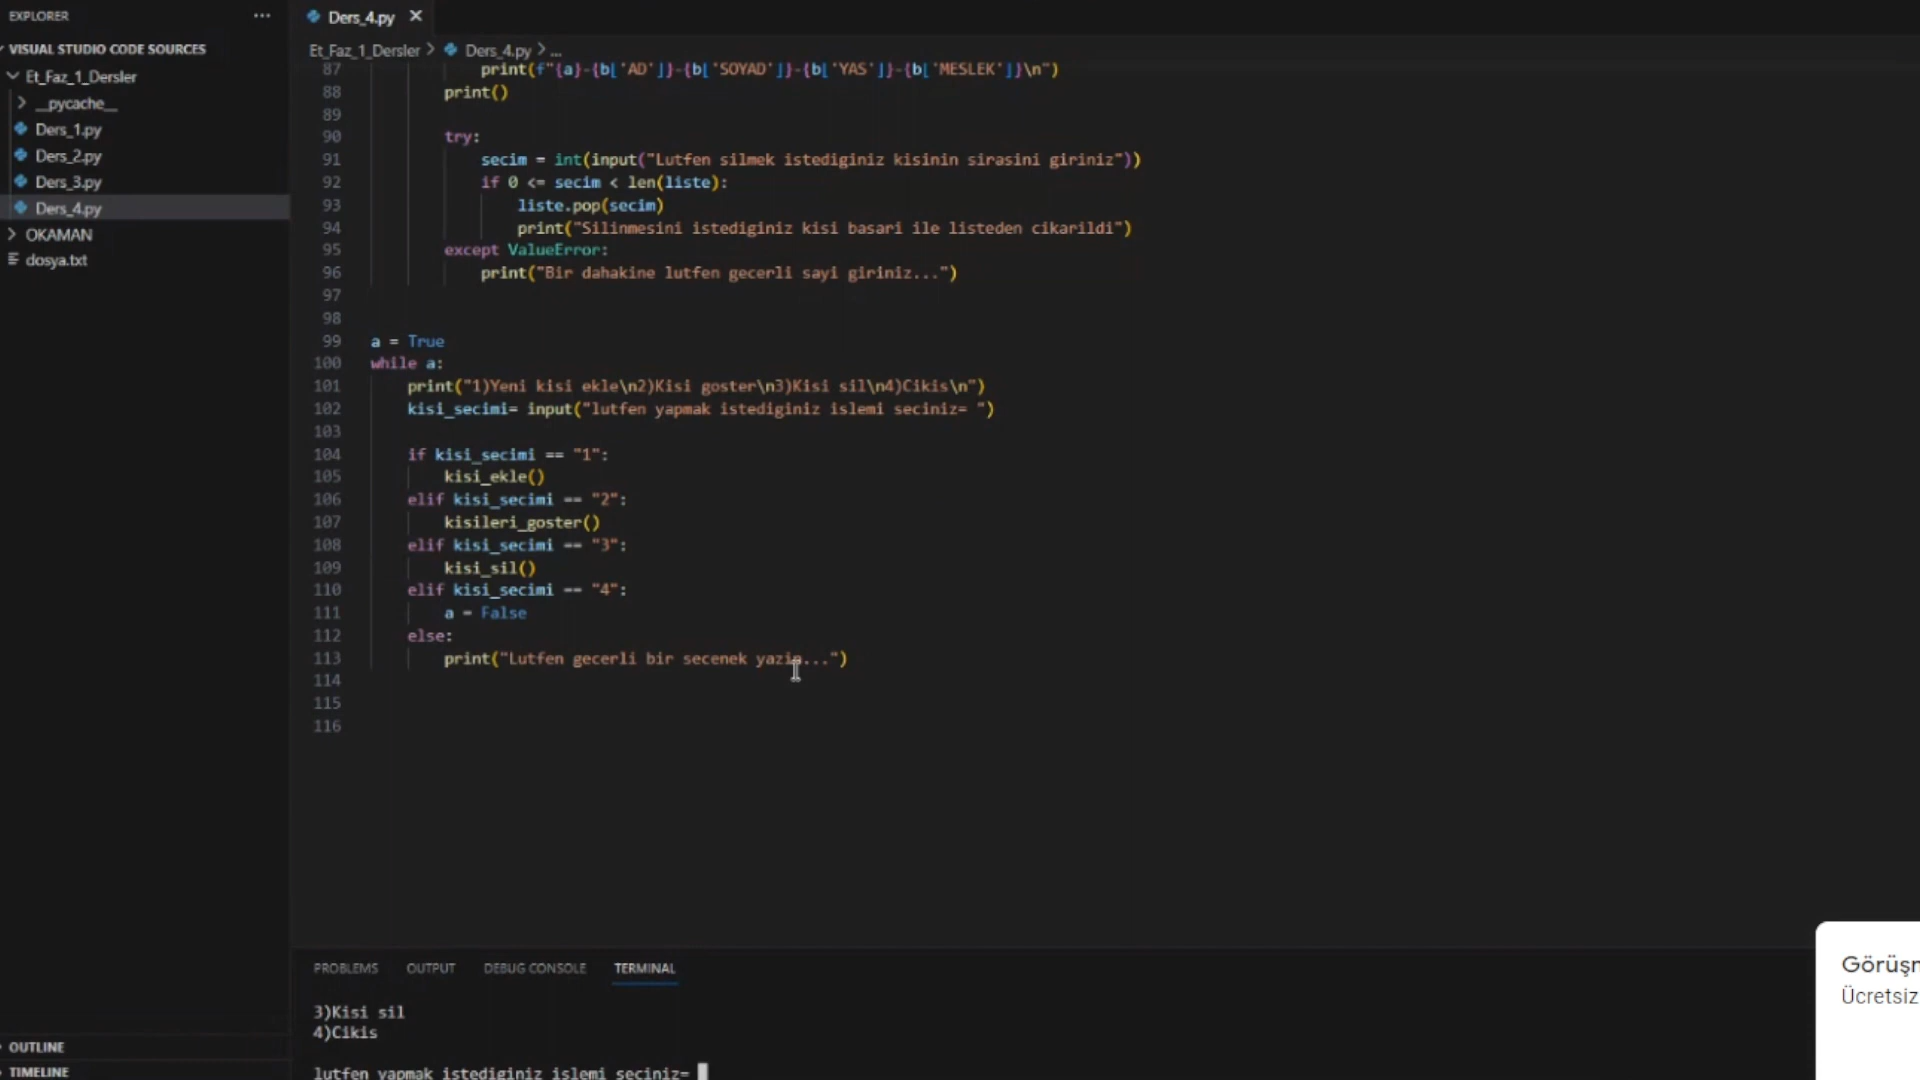 EXPLORER
...
Ders_4.py ×
VISUAL STUDIO CODE SOURCES
Et_Faz_1_Dersler > Ders_4.py > ...
Et_Faz_1_Dersler
__pycache__
Ders_1.py
Ders_2.py
Ders_3.py
Ders_4.py
OKAMAN
dosya.txt
87 print(f"{a}-{b['AD']}-{b['SOYAD']}-{b['YAS']}-{b['MESLEK']}\n")
88 print()
89
90 try:
91 secim = int(input("Lutfen silmek istediginiz kisinin sirasini giriniz"))
92 if 0 <= secim < len(liste):
93 liste.pop(secim)
94 print("Silinmesini istediginiz kisi basari ile listeden cikarildi")
95 except ValueError:
96 print("Bir dahakine lutfen gecerli sayi giriniz...")
97
98
99 a = True
100 while a:
101 print("1)Yeni kisi ekle\n2)Kisi goster\n3)Kisi sil\n4)Cikis\n")
102 kisi_secimi= input("lutfen yapmak istediginiz islemi seciniz= ")
103
104 if kisi_secimi == "1":
105 kisi_ekle()
106 elif kisi_secimi == "2":
107 kisileri_goster()
108 elif kisi_secimi == "3":
109 kisi_sil()
110 elif kisi_secimi == "4":
111 a = False
112 else:
113 print("Lutfen gecerli bir secenek yazin...")
114
115
116
PROBLEMS OUTPUT DEBUG CONSOLE TERMINAL
3)Kisi sil
4)Cikis
lutfen yapmak istediginiz islemi seciniz=
OUTLINE
TIMELINE
Ücretsiz